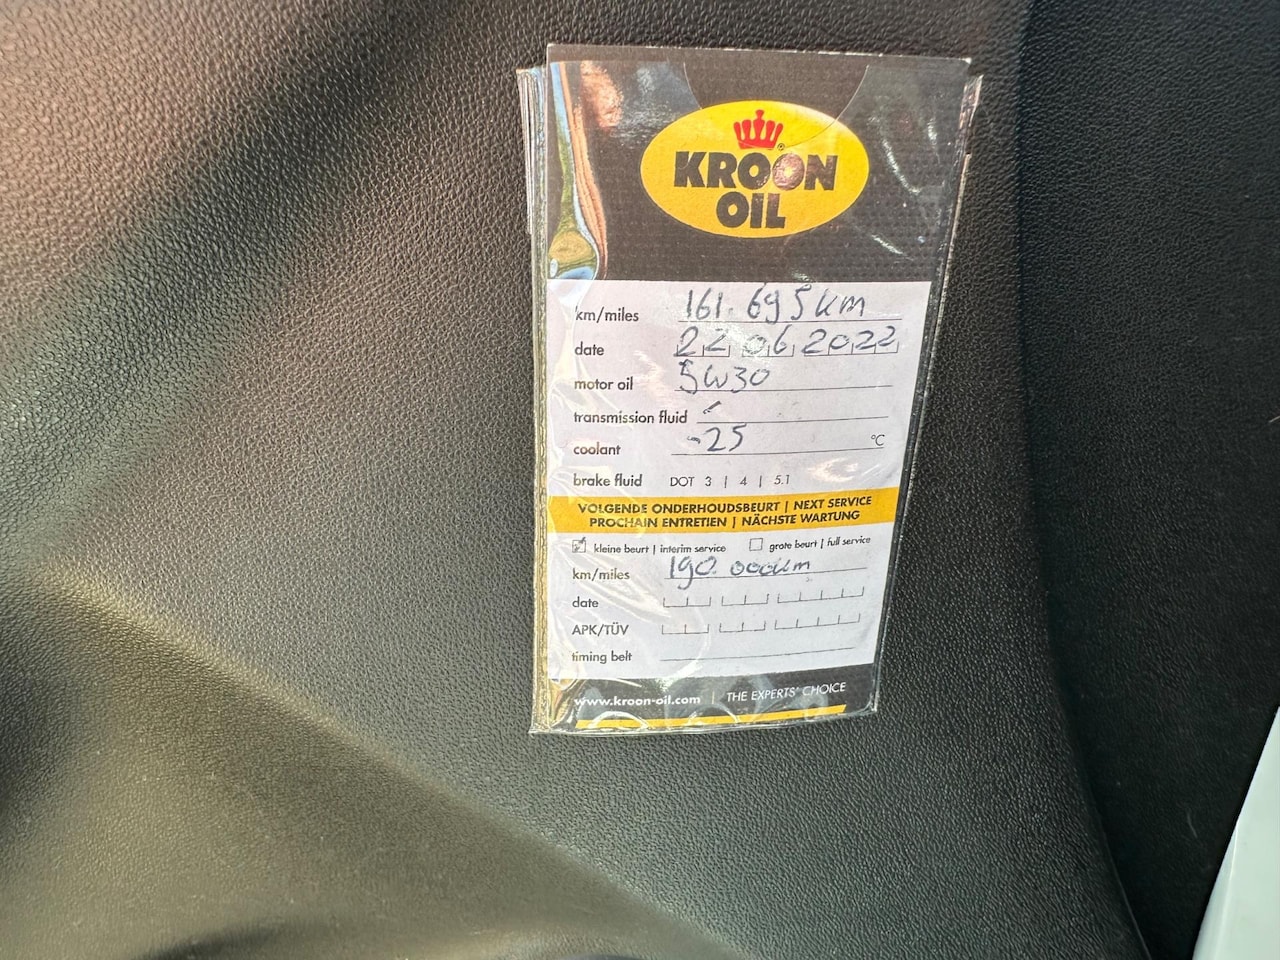 KROON
OIL
km/miles 161.695km
date 22 06 2022
motor oil 5W30
transmission fluid
coantant -25 °C
brake fluid DOT 3 | 4 | 5.1
VOLGENDE ONDERHOUDSBEURT | NEXT SERVICE
PROCHAIN ENTRETIEN | NÄCHSTE WARTUNG
kleine beurt | interim service grote beurt | full service
km/miles 190.000km
date
APK/TÜV
timing belt
www.kroon-oil.com | THE EXPERTS' CHOICE